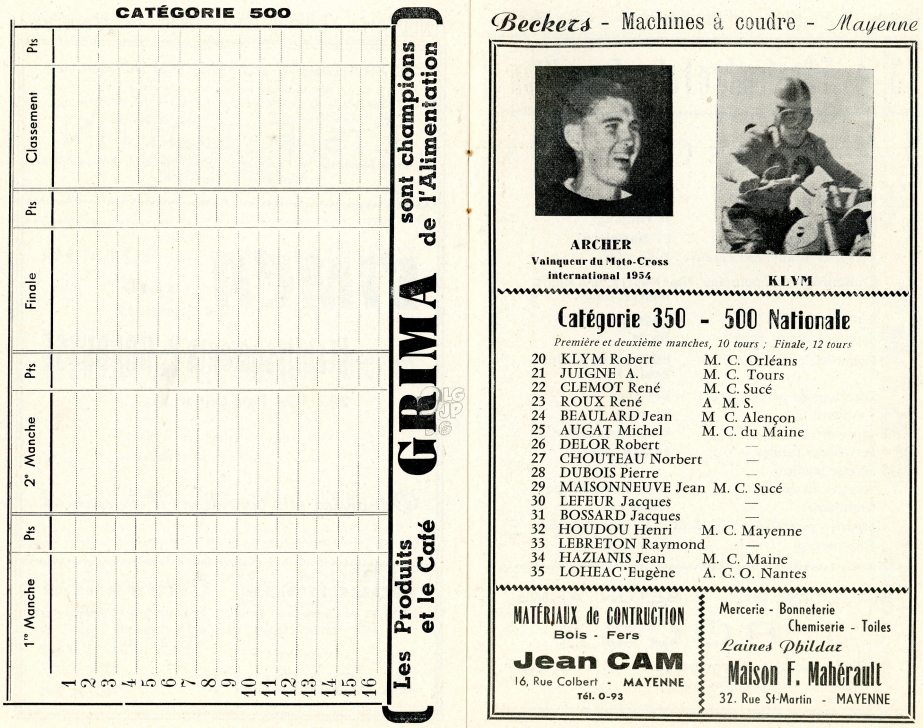 CATÉGORIE 500
Pts
Classement
Pts
Finale
Pts
2e Manche
Pts
1re Manche
1
2
3
4
5
6
7
8
9
10
11
12
13
14
15
16
Les Produits GRIMA sont champions
et le Café de l'Alimentation
Beckers - Machines à coudre - Mayenne
ARCHER
Vainqueur du Moto-Cross
international 1954
KLYM
Catégorie 350 - 500 Nationale
Première et deuxième manches, 10 tours ; Finale, 12 tours
20 KLYM Robert M. C. Orléans
21 JUIGNE A. M. C. Tours
22 CLEMOT René M. C. Sucé
23 ROUX René A M. S.
24 BEAULARD Jean M C. Alençon
25 AUGAT Michel M. C. du Maine
26 DELOR Robert —
27 CHOUTEAU Norbert —
28 DUBOIS Pierre —
29 MAISONNEUVE Jean M. C. Sucé
30 LEFEUR Jacques —
31 BOSSARD Jacques —
32 HOUDOU Henri M. C. Mayenne
33 LEBRETON Raymond —
34 HAZIANIS Jean M. C. Maine
35 LOHEAC Eugène A. C. O. Nantes
MATÉRJAUX de CONTRUCTION
Bois - Fers
Jean CAM
16, Rue Colbert - MAYENNE
Tél. 0-93
Mercerie - Bonneterie
Chemiserie - Toiles
Laines Phildar
Maison F. Mahérault
32. Rue St-Martin - MAYENNE